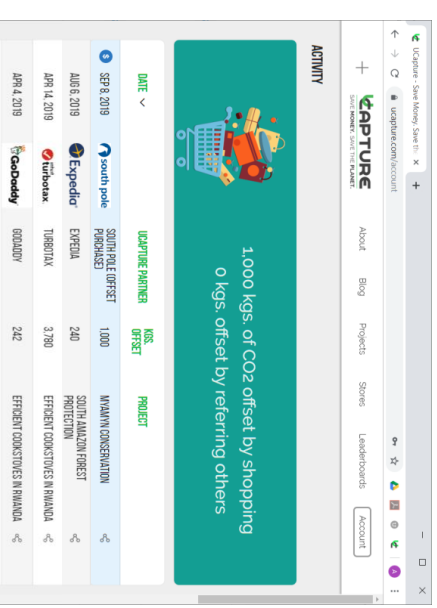 UCapture - Save Money. Save th
ucapture.com/account
UCAPTURE
SAVE MONEY. SAVE THE PLANET.
About Blog Projects Stores Leaderboards Account
ACTIVITY
1,000 kgs. of CO2 offset by shopping
0 kgs. offset by referring others
DATE UCAPTURE PARTNER KGS. OFFSET PROJECT
$ SEP 8, 2019 south pole SOUTH POLE (OFFSET PURCHASE) 1,000 MYAMYN CONSERVATION
AUG 6, 2019 Expedia EXPEDIA 240 SOUTH AMAZON FOREST PROTECTION
APR 14, 2019 turbotax TURBOTAX 3,780 EFFICIENT COOKSTOVES IN RWANDA
APR 4, 2019 GoDaddy GODADDY 242 EFFICIENT COOKSTOVES IN RWANDA